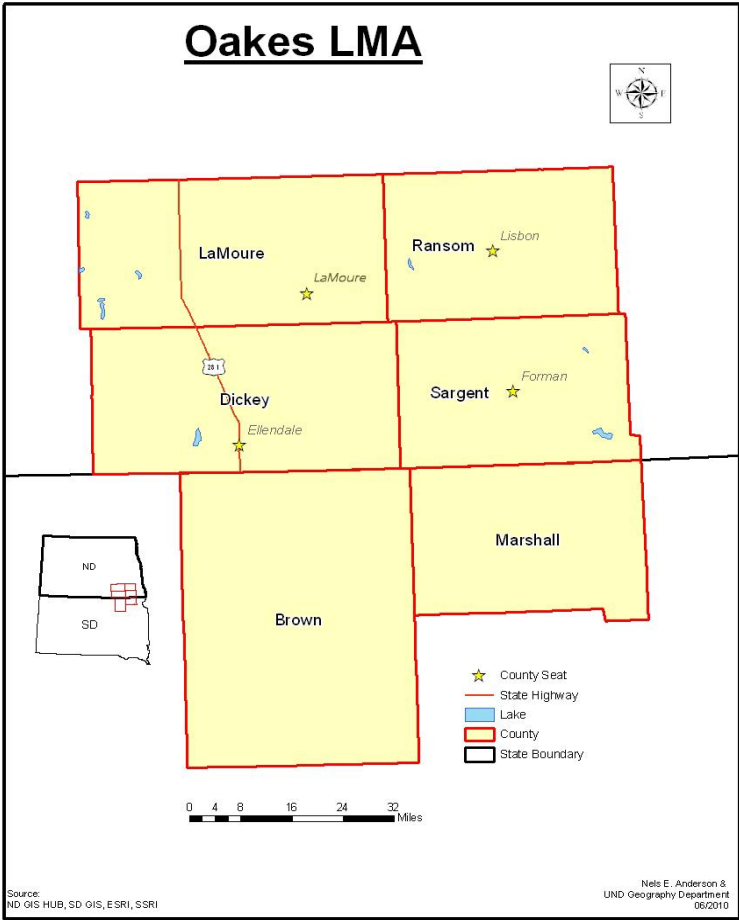 Oakes LMA
N
W E
S
LaMoure
LaMoure
Ransom
Lisbon
281
Dickey
Ellendale
Sargent
Forman
Marshall
Brown
ND
SD
County Seat
State Highway
Lake
County
State Boundary
0 4 8 16 24 32
Miles
Source:
ND GIS HUB, SD GIS, ESRI, SSRI
Nels E. Anderson &
UND Geography Department
06/2010